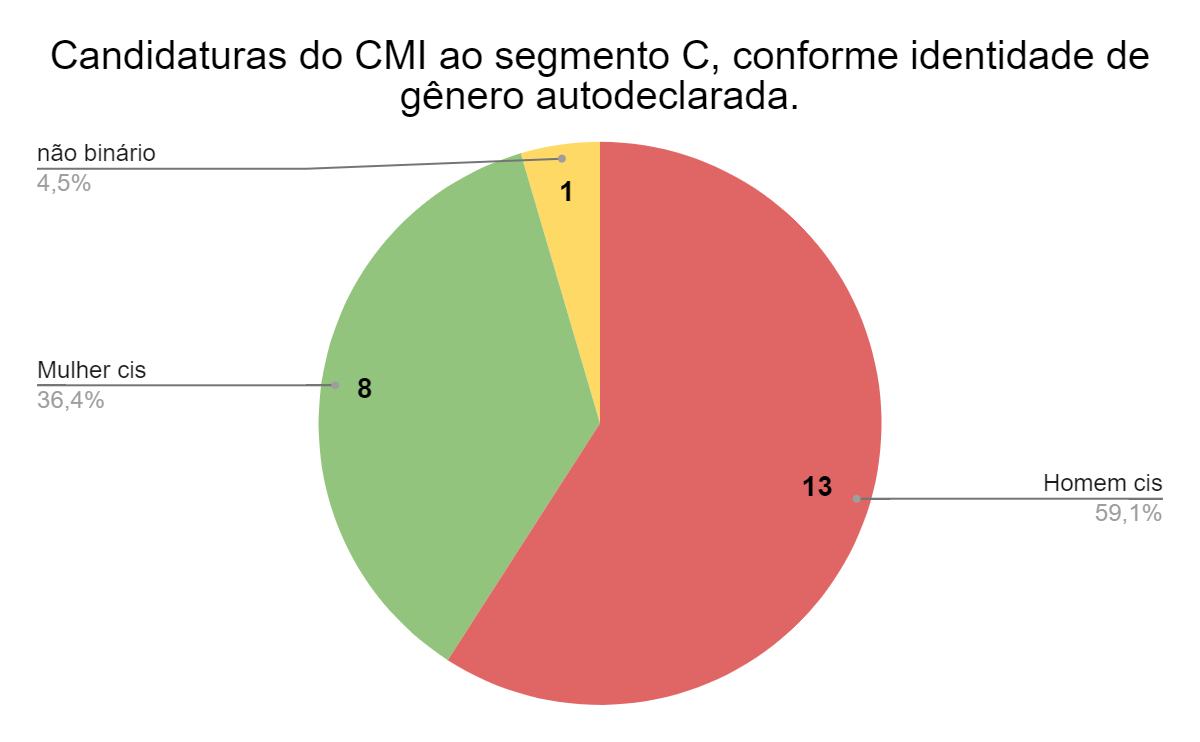 Candidaturas do CMI ao segmento C, conforme identidade de
gênero autodeclarada.
não binário
4,5%
1
Mulher cis
36,4%
8
13
Homem cis
59,1%